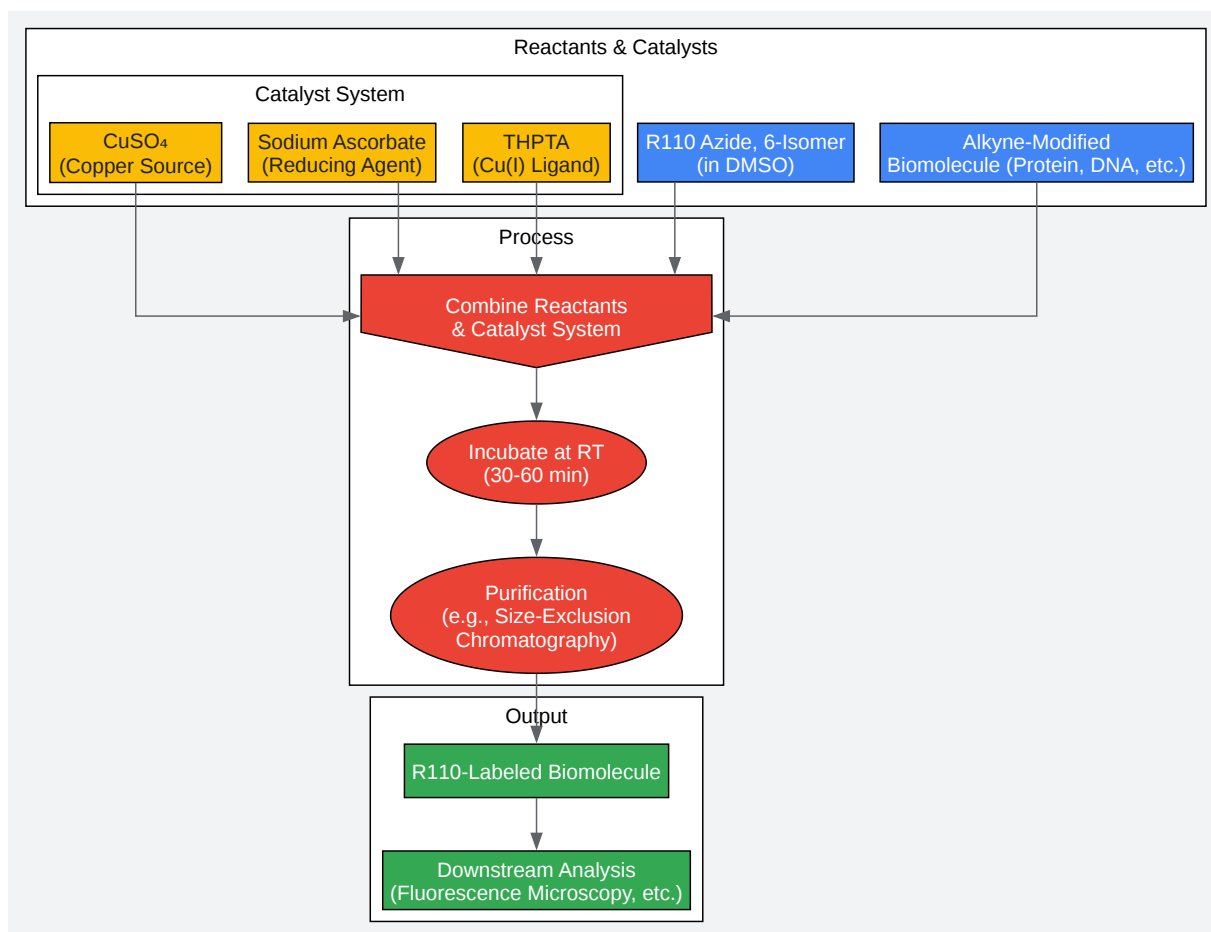 Reactants & Catalysts
Catalyst System
CuSO₄
(Copper Source)
Sodium Ascorbate
(Reducing Agent)
THPTA
(Cu(I) Ligand)
R110 Azide, 6-Isomer
(in DMSO)
Alkyne-Modified
Biomolecule (Protein, DNA, etc.)
Process
Combine Reactants
& Catalyst System
Incubate at RT
(30-60 min)
Purification
(e.g., Size-Exclusion
Chromatography)
Output
R110-Labeled Biomolecule
Downstream Analysis
(Fluorescence Microscopy, etc.)